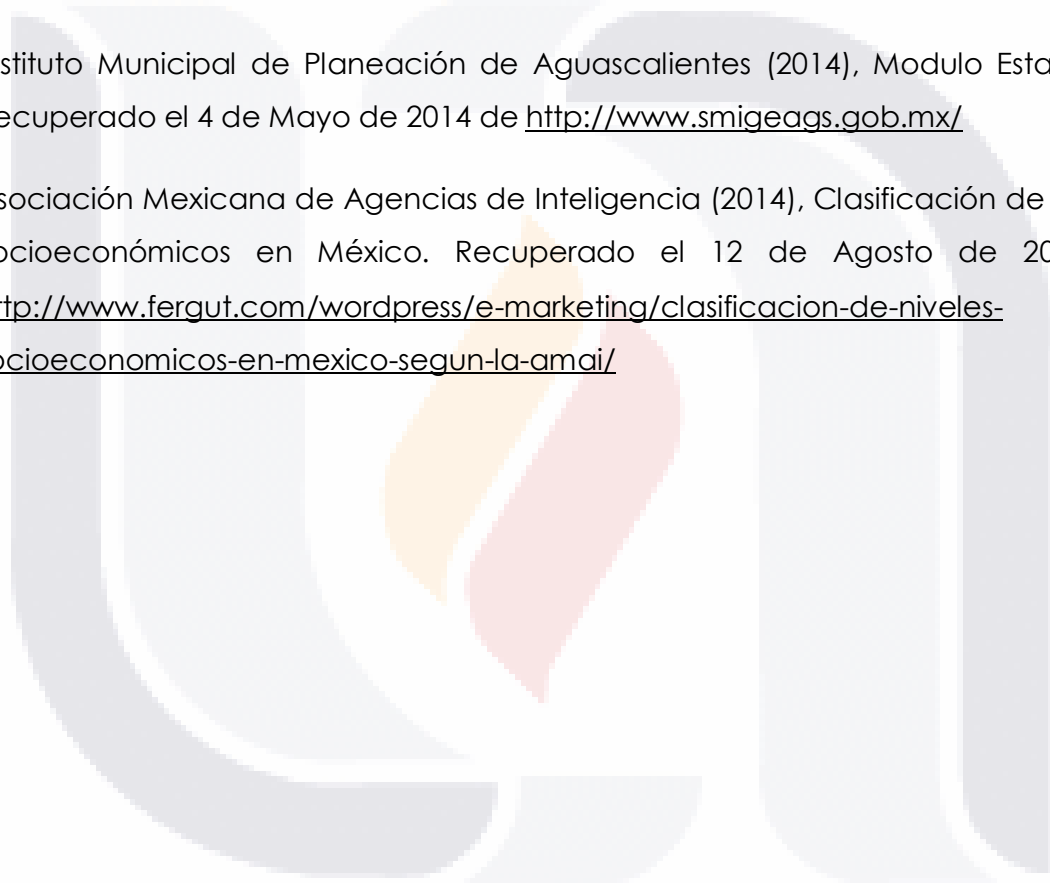 stituto Municipal de Planeación de Aguascalientes (2014), Modulo Esta
ecuperado el 4 de Mayo de 2014 de http://www.smigeags.gob.mx/
sociación Mexicana de Agencias de Inteligencia (2014), Clasificación de
ocioeconómicos en México. Recuperado el 12 de Agosto de 20
ttp://www.fergut.com/wordpress/e-marketing/clasificacion-de-niveles-
ocioeconomicos-en-mexico-segun-la-amai/